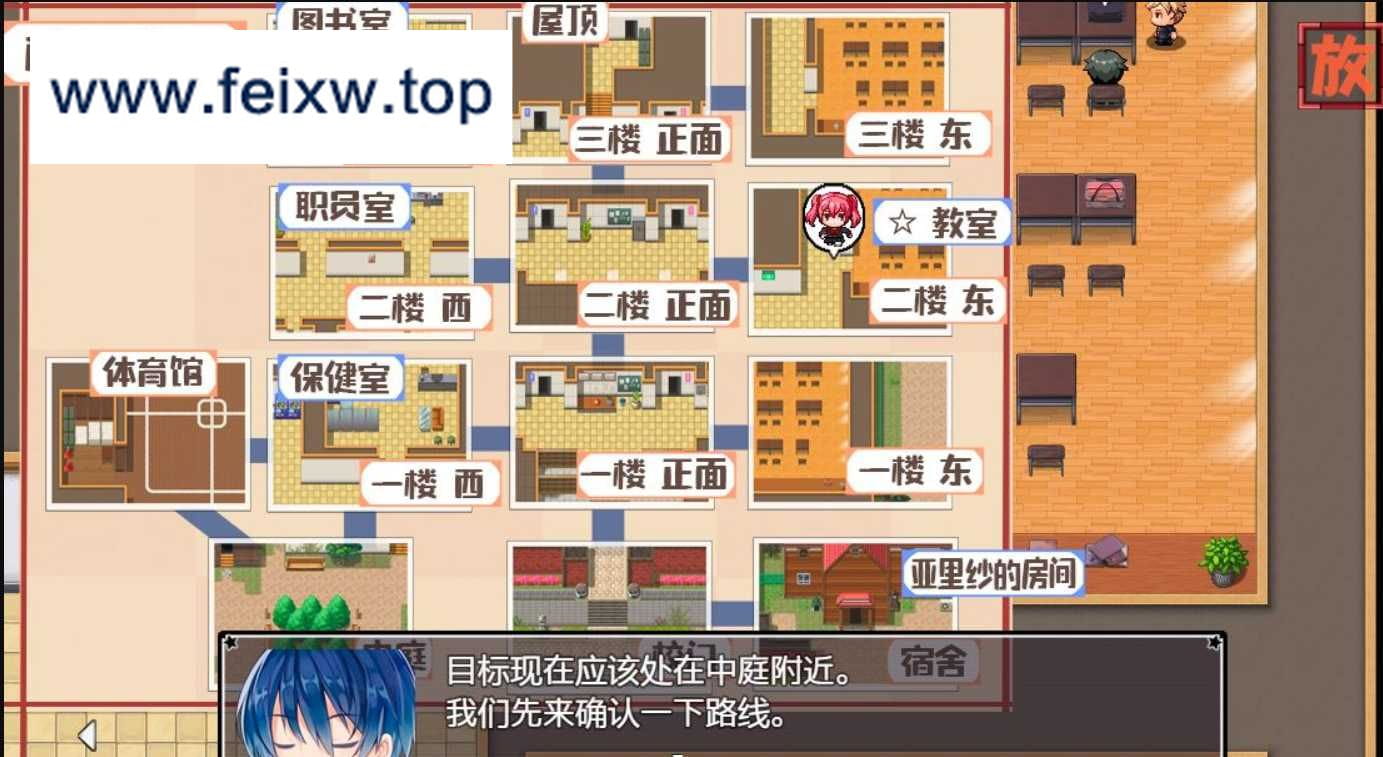 图书室
屋顶
放
www.feixw.top
三楼 正面
三楼 东
职员室
☆ 教室
二楼 西
二楼 正面
二楼 东
体育馆
保健室
一楼 西
一楼 正面
一楼 东
亚里纱的房间
中庭
校门
宿舍
目标现在应该处在中庭附近。
我们先来确认一下路线。